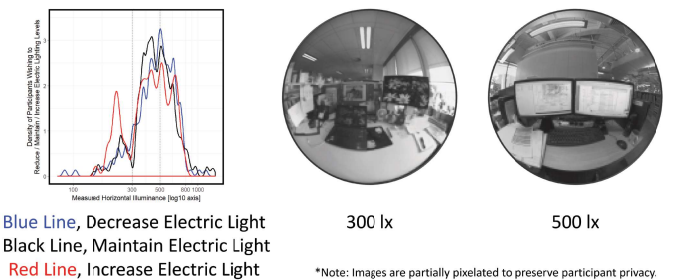 Density of Participants Wishing to
Reduce / Maintain / Increase Electric Lighting Levels
3
2
1
0
100
300
500
800 1000
Measured Horizontal Illuminance [log10 axis]
Blue Line, Decrease Electric Light
Black Line, Maintain Electric Light
Red Line, Increase Electric Light
300 lx
500 lx
*Note: Images are partially pixelated to preserve participant privacy.